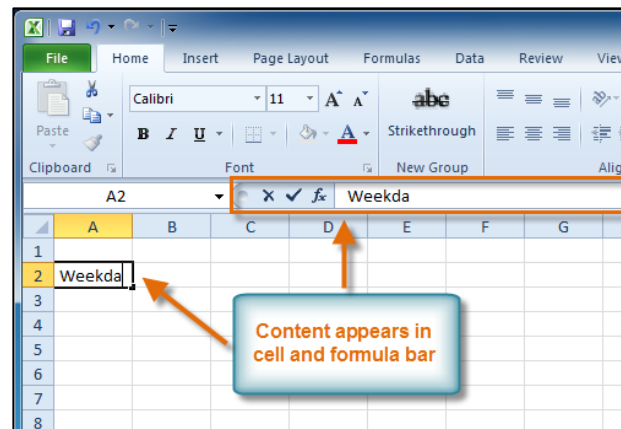 File Home Insert Page Layout Formulas Data Review View
Calibri 11 A A abc
Paste B I U A Strikethrough
Clipboard Font New Group
A2 fx Weekda
A B C D E F G
1
2 Weekda
3
4
5
6
7
8
Content appears in
cell and formula bar